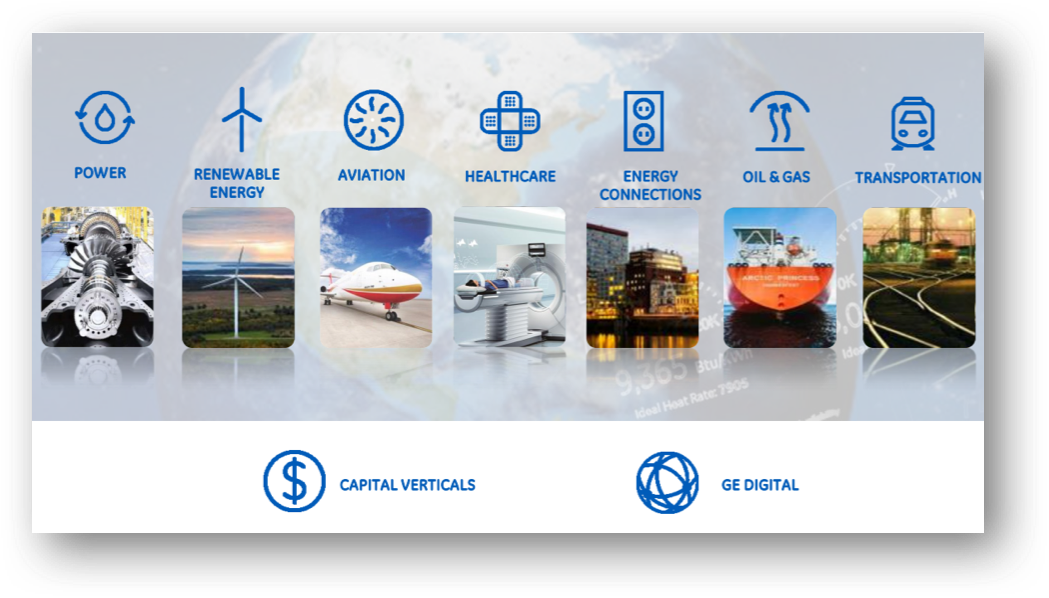 POWER
RENEWABLE
ENERGY
AVIATION
HEALTHCARE
ENERGY
CONNECTIONS
OIL & GAS
TRANSPORTATION
ARCTIC PRINCESS
9,365 Btu/kWh
Ideal Heat Rate: 7905
CAPITAL VERTICALS
GE DIGITAL